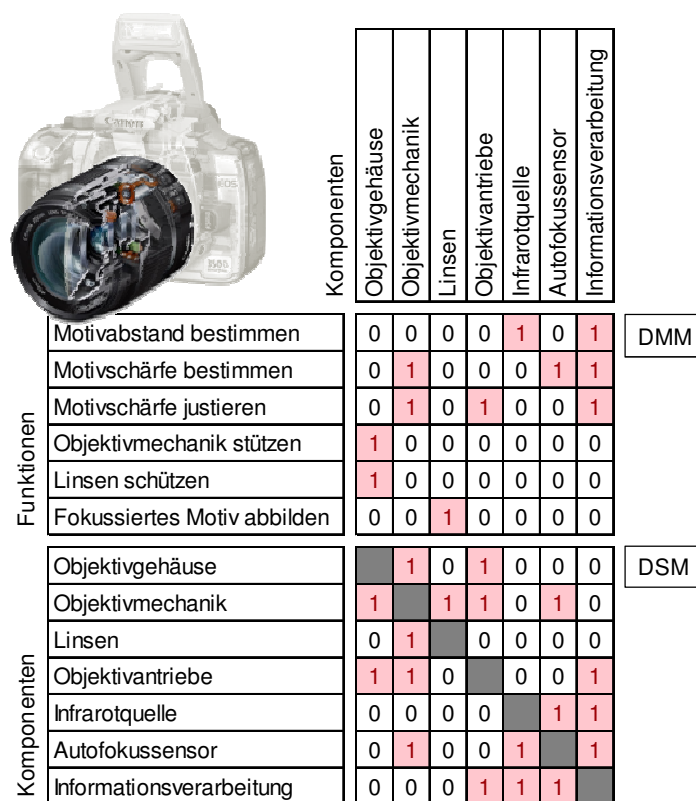 Canon
EOS
Komponenten
Objektivgehäuse
Objektivmechanik
Linsen
Objektivantriebe
Infrarotquelle
Autofokussensor
Informationsverarbeitung
Funktionen
Motivabstand bestimmen 0 0 0 0 1 0 1 DMM
Motivschärfe bestimmen 0 1 0 0 0 1 1
Motivschärfe justieren 0 1 0 1 0 0 1
Objektivmechanik stützen 1 0 0 0 0 0 0
Linsen schützen 1 0 0 0 0 0 0
Fokussiertes Motiv abbilden 0 0 1 0 0 0 0
Komponenten
Objektivgehäuse 1 0 1 0 0 0 DSM
Objektivmechanik 1 1 1 0 1 0
Linsen 0 1 0 0 0 0
Objektivantriebe 1 1 0 0 0 1
Infrarotquelle 0 0 0 0 1 1
Autofokussensor 0 1 0 0 1 1
Informationsverarbeitung 0 0 0 1 1 1